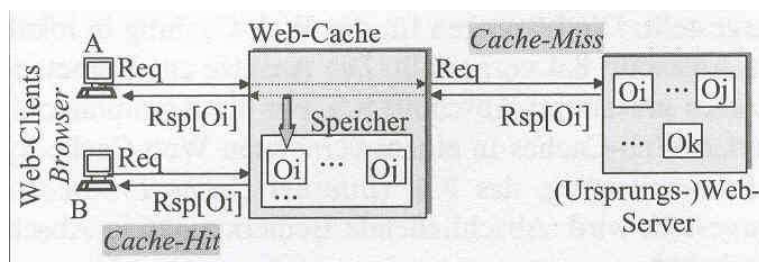 Web-Cache
Cache-Miss
A
Req
Req
Rsp[Oi]
Rsp[Oi]
Speicher
Oi ... Oj
...
Oi ... Oj
Ok
Web-Clients
Browser
Req
Rsp[Oi]
B
Cache-Hit
(Ursprungs-)Web-
Server